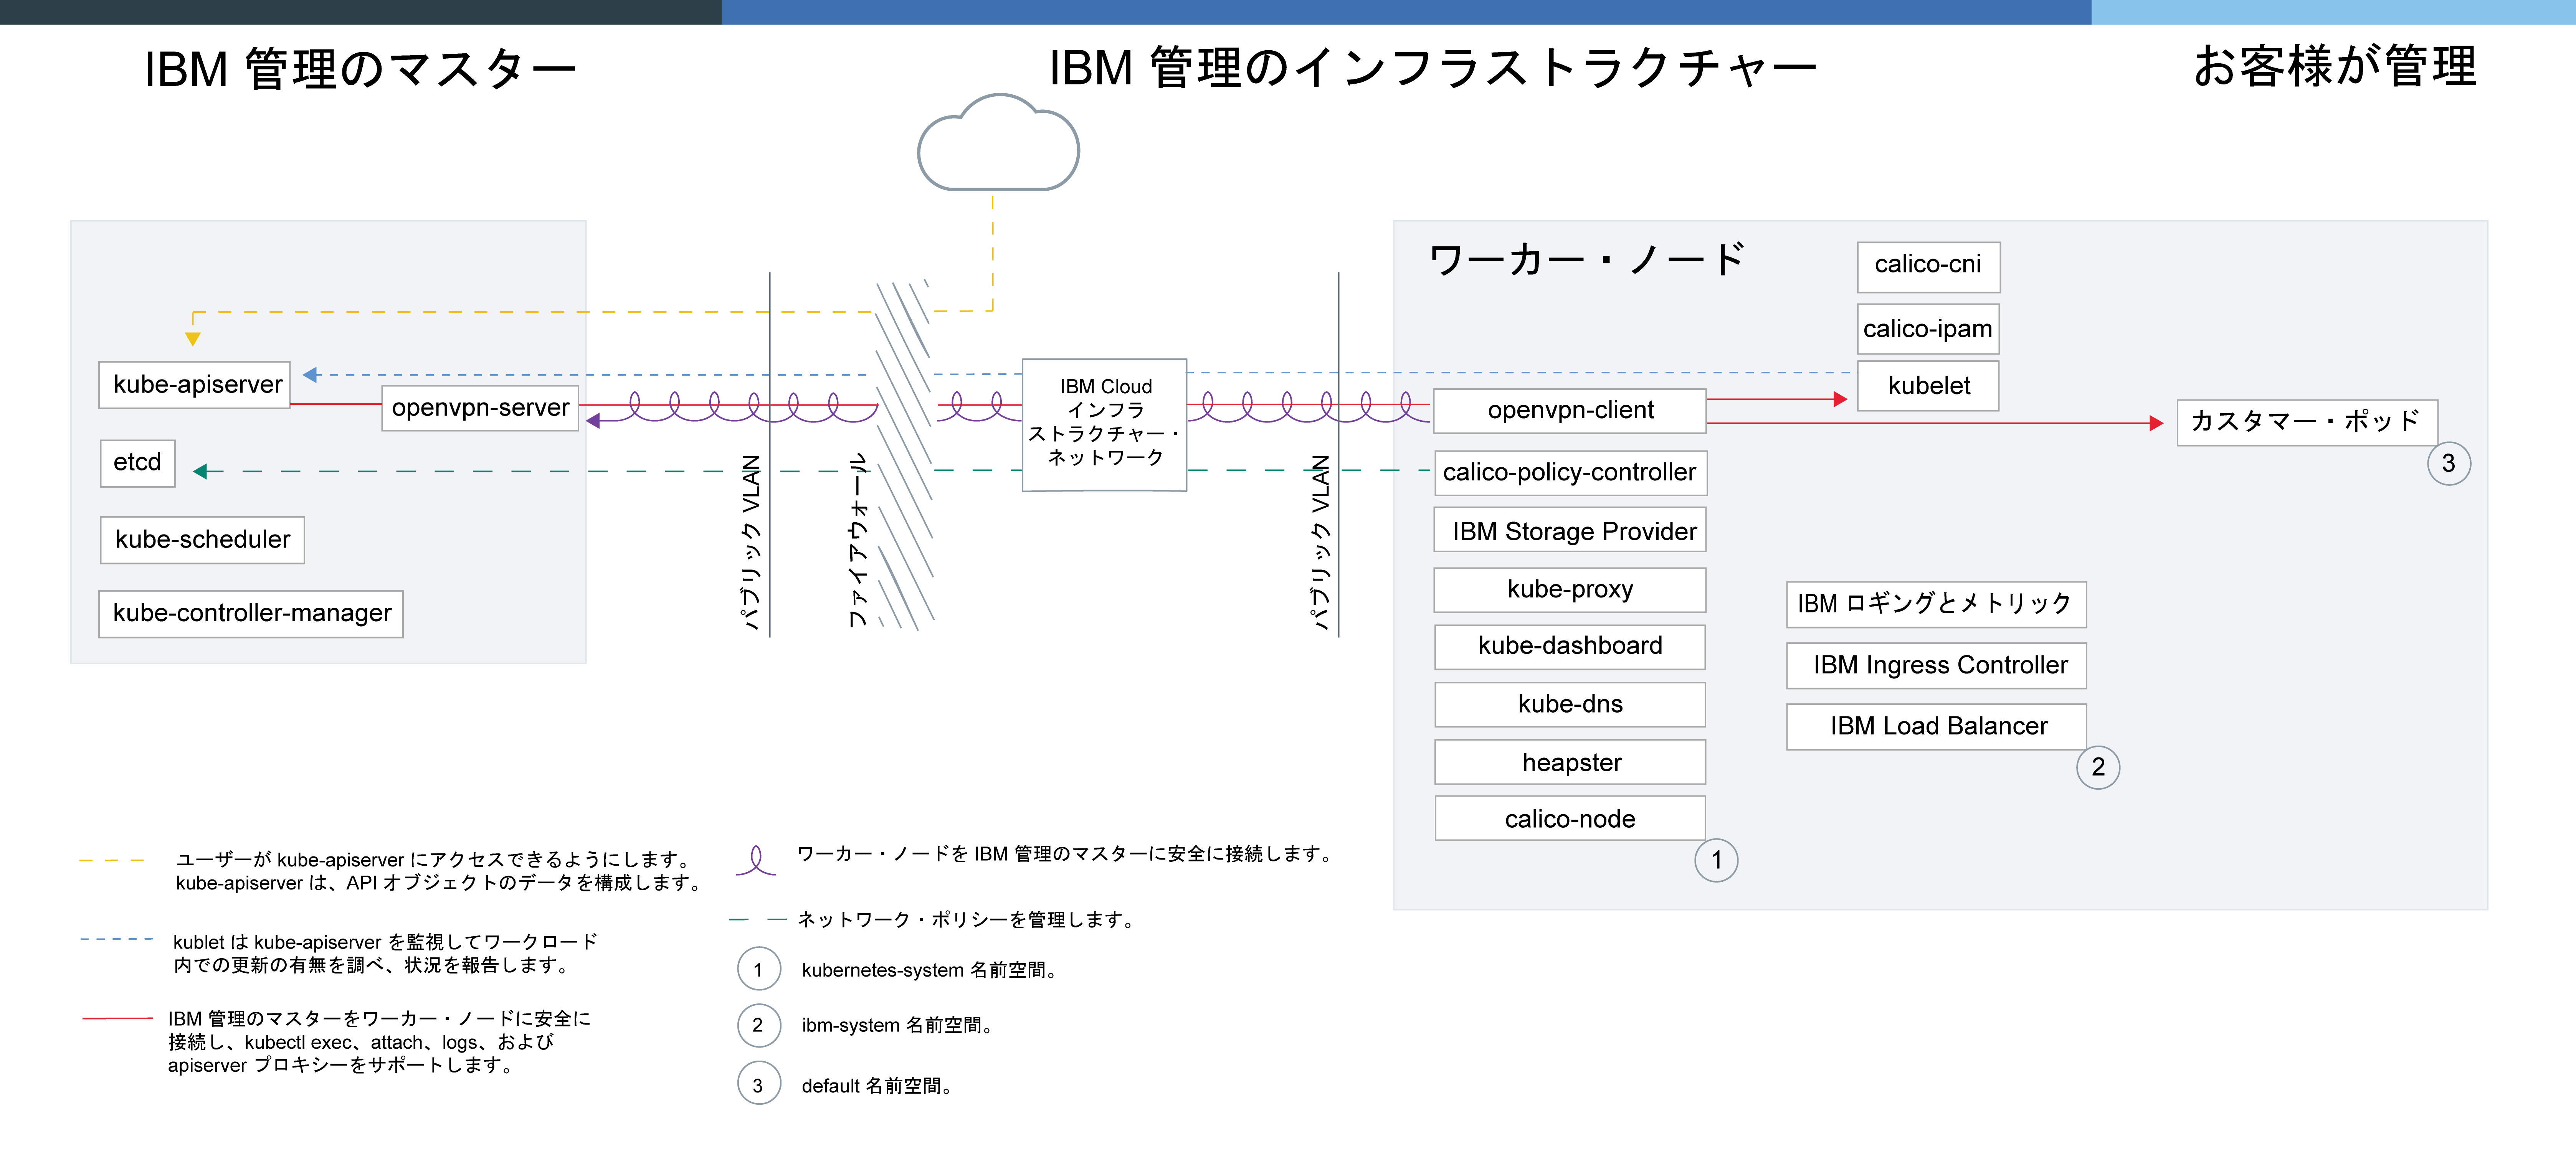 IBM 管理のマスター
IBM 管理のインフラストラクチャー
お客様が管理
kube-apiserver
openvpn-server
etcd
kube-scheduler
kube-controller-manager
パブリック VLAN
ファイアウォール
IBM Cloud
インフラ
ストラクチャー・
ネットワーク
パブリック VLAN
ワーカー・ノード
calico-cni
calico-ipam
kubelet
openvpn-client
カスタマー・ポッド
3
calico-policy-controller
IBM Storage Provider
kube-proxy
kube-dashboard
kube-dns
heapster
calico-node
1
IBM ロギングとメトリック
IBM Ingress Controller
IBM Load Balancer
2
ユーザーが kube-apiserver にアクセスできるようにします。
kube-apiserver は、API オブジェクトのデータを構成します。
kublet は kube-apiserver を監視してワークロード
内での更新の有無を調べ、状況を報告します。
IBM 管理のマスターをワーカー・ノードに安全に
接続し、kubectl exec、attach、logs、および
apiserver プロキシーをサポートします。
ワーカー・ノードを IBM 管理のマスターに安全に接続します。
ネットワーク・ポリシーを管理します。
1 kubernetes-system 名前空間。
2 ibm-system 名前空間。
3 default 名前空間。